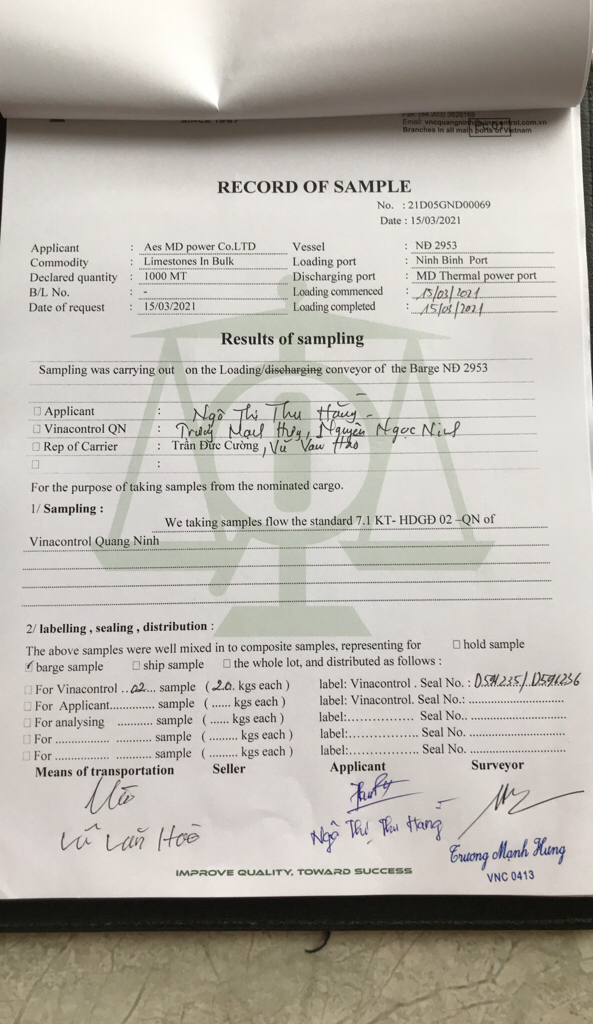 SINCE 1957
Email: vncquangninh@vinacontrol.com.vn
Branches in all main ports of Vietnam
RECORD OF SAMPLE
No. : 21D05GND00069
Date : 15/03/2021
Applicant : Aes MD power Co.LTD Vessel : NĐ 2953
Commodity : Limestones In Bulk Loading port : Ninh Binh Port
Declared quantity : 1000 MT Discharging port : MD Thermal power port
B/L No. : - Loading commenced : 15/03/2021
Date of request : 15/03/2021 Loading completed : 15/03/2021
Results of sampling
Sampling was carrying out on the Loading/discharging conveyor of the Barge NĐ 2953
☐ Applicant : Ngô Thị Thu Hằng -
☐ Vinacontrol QN : Trương Mạnh Hưng, Nguyễn Ngọc Ninh
☐ Rep of Carrier : Trần Đức Cường, Vũ Văn Hào
☐ :
For the purpose of taking samples from the nominated cargo.
1/ Sampling :
We taking samples flow the standard 7.1 KT- HDGĐ 02 –QN of
Vinacontrol Quang Ninh
2/ labelling , sealing , distribution :
The above samples were well mixed in to composite samples, representing for ☐ hold sample
☑ barge sample ☐ ship sample ☐ the whole lot, and distributed as follows :
☐ For Vinacontrol ..02.... sample ( 2.0. kgs each ) label: Vinacontrol . Seal No. : D594235/. D594236
☐ For Applicant............. sample ( ...... kgs each ) label: Vinacontrol. Seal No.: ....................
☐ For analysing ........... sample ( ...... kgs each ) label:................ Seal No.. ....................
☐ For .................... sample ( ......... kgs each ) label:................ Seal No. ....................
☐ For .................... sample ( ......... kgs each ) label:................ Seal No. ....................
Means of transportation Seller Applicant Surveyor
Vũ Văn Hoà Ngô Thị Thu Hằng
Trương Mạnh Hưng
VNC 0413
IMPROVE QUALITY, TOWARD SUCCESS